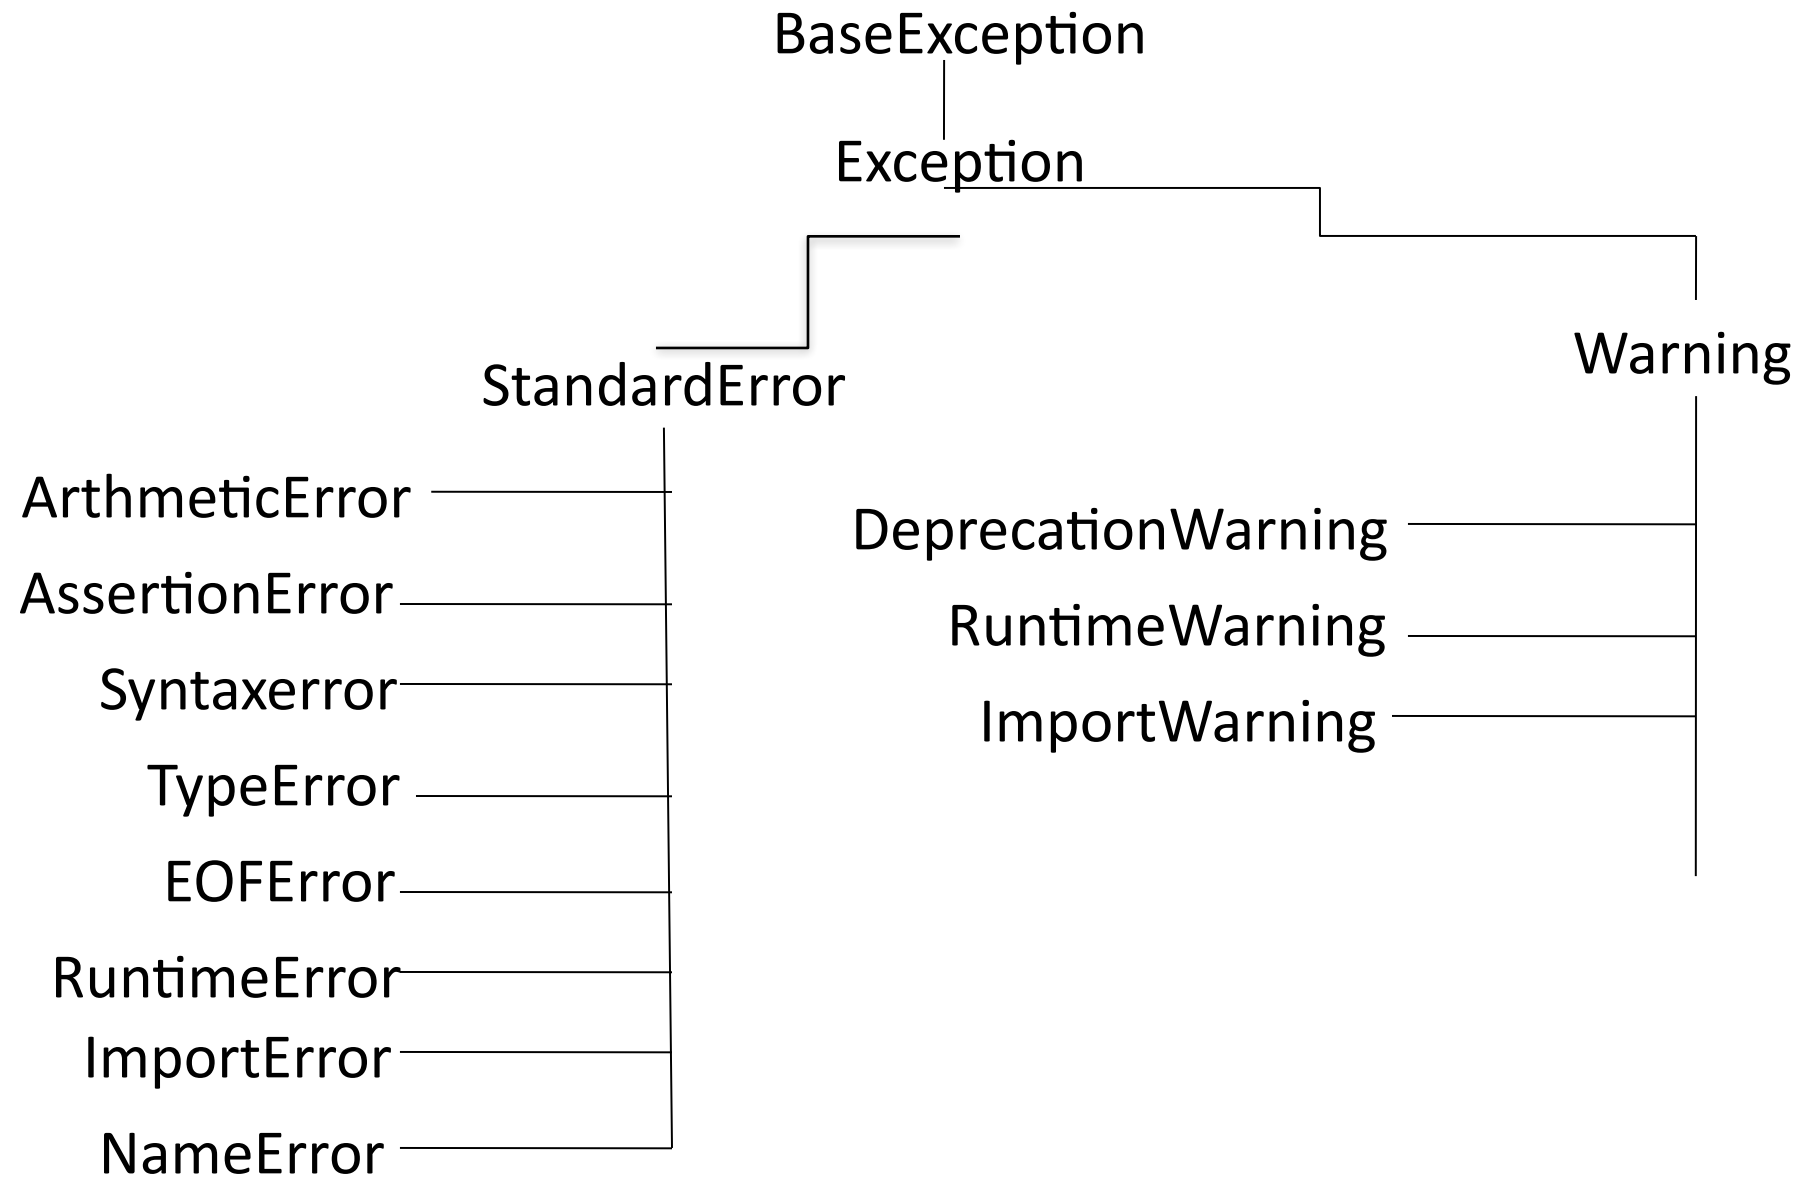 BaseException
Exception
StandardError
Warning
ArthmeticError
AssertionError
Syntaxerror
TypeError
EOFError
RuntimeError
ImportError
NameError
DeprecationWarning
RuntimeWarning
ImportWarning